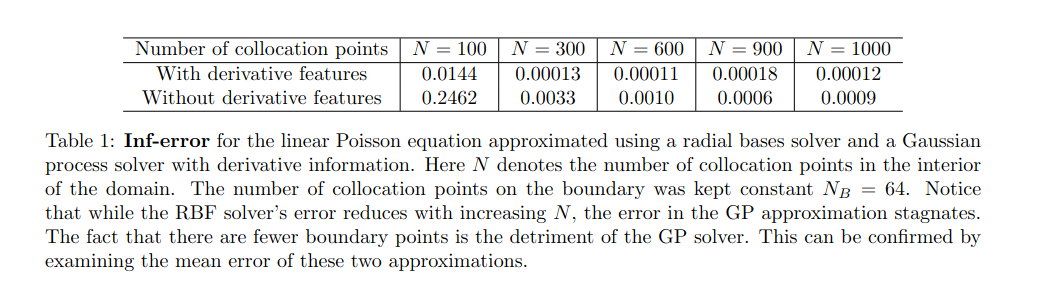 Number of collocation points N = 100 N = 300 N = 600 N = 900 N = 1000
With derivative features 0.0144 0.00013 0.00011 0.00018 0.00012
Without derivative features 0.2462 0.0033 0.0010 0.0006 0.0009
Table 1: Inf-error for the linear Poisson equation approximated using a radial bases solver and a Gaussian
process solver with derivative information. Here N denotes the number of collocation points in the interior
of the domain. The number of collocation points on the boundary was kept constant N_B = 64. Notice
that while the RBF solver's error reduces with increasing N, the error in the GP approximation stagnates.
The fact that there are fewer boundary points is the detriment of the GP solver. This can be confirmed by
examining the mean error of these two approximations.